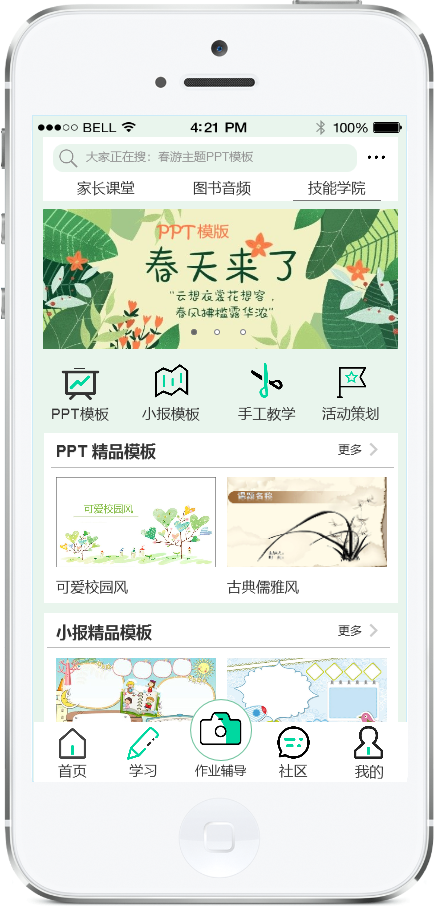 BELL 4:21 PM 100%
大家正在搜：春游主题PPT模板
家长课堂 图书音频 技能学院
PPT模版
春天来了
“云想衣裳花想容，
春风拂槛露华浓”
PPT模板 小报模板 手工教学 活动策划
PPT 精品模板 更多
可爱校园风
可爱校园风 古典儒雅风
小报精品模板 更多
首页 学习 作业辅导 社区 我的